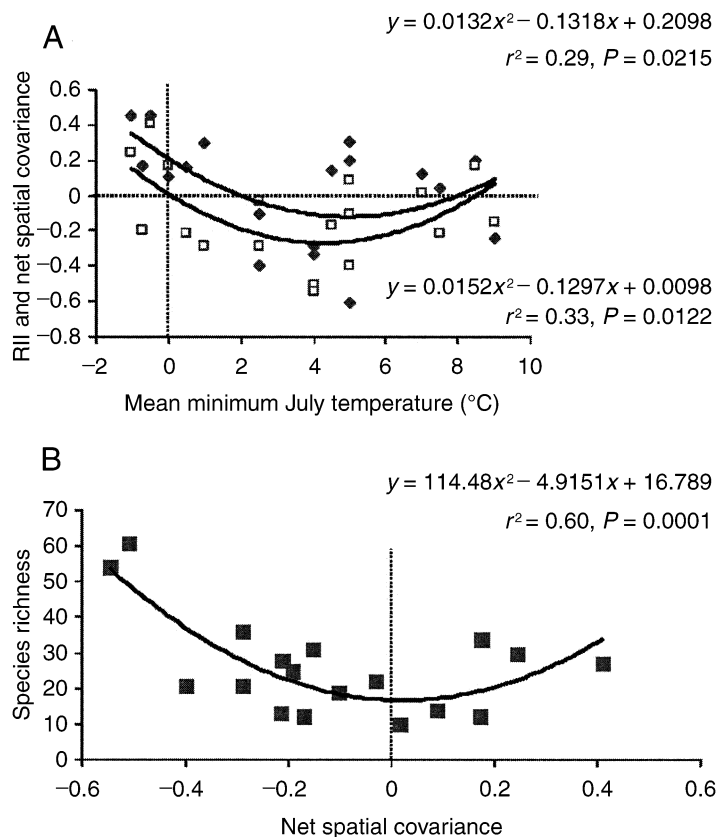 A
y = 0.0132x² − 0.1318x + 0.2098
r² = 0.29, P = 0.0215
RII and net spatial covariance
0.6
0.4
0.2
0
−0.2
−0.4
−0.6
−0.8
y = 0.0152x² − 0.1297x + 0.0098
r² = 0.33, P = 0.0122
−2 0 2 4 6 8 10
Mean minimum July temperature (°C)
B
y = 114.48x² − 4.9151x + 16.789
r² = 0.60, P = 0.0001
Species richness
70
60
50
40
30
20
10
0
−0.6 −0.4 −0.2 0 0.2 0.4 0.6
Net spatial covariance